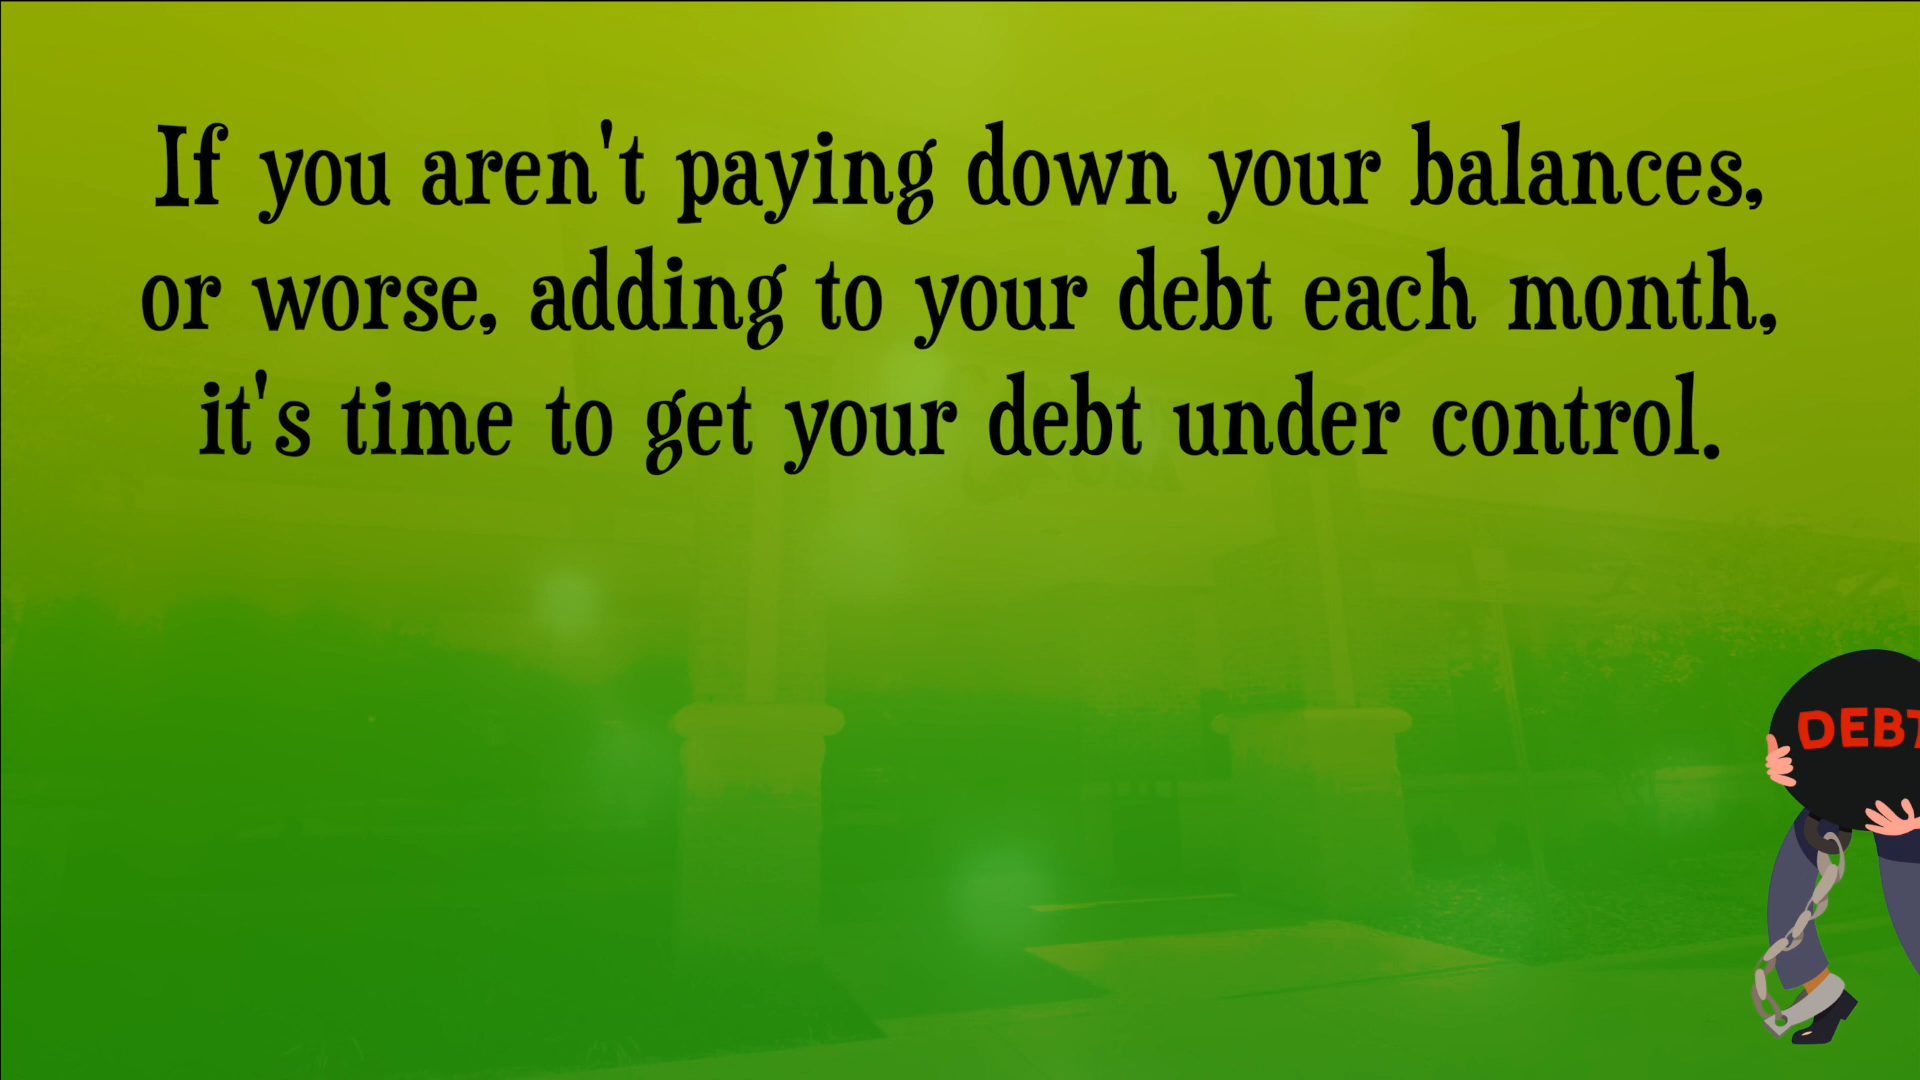 If you aren't paying down your balances,
or worse, adding to your debt each month,
it's time to get your debt under control.
DEBT